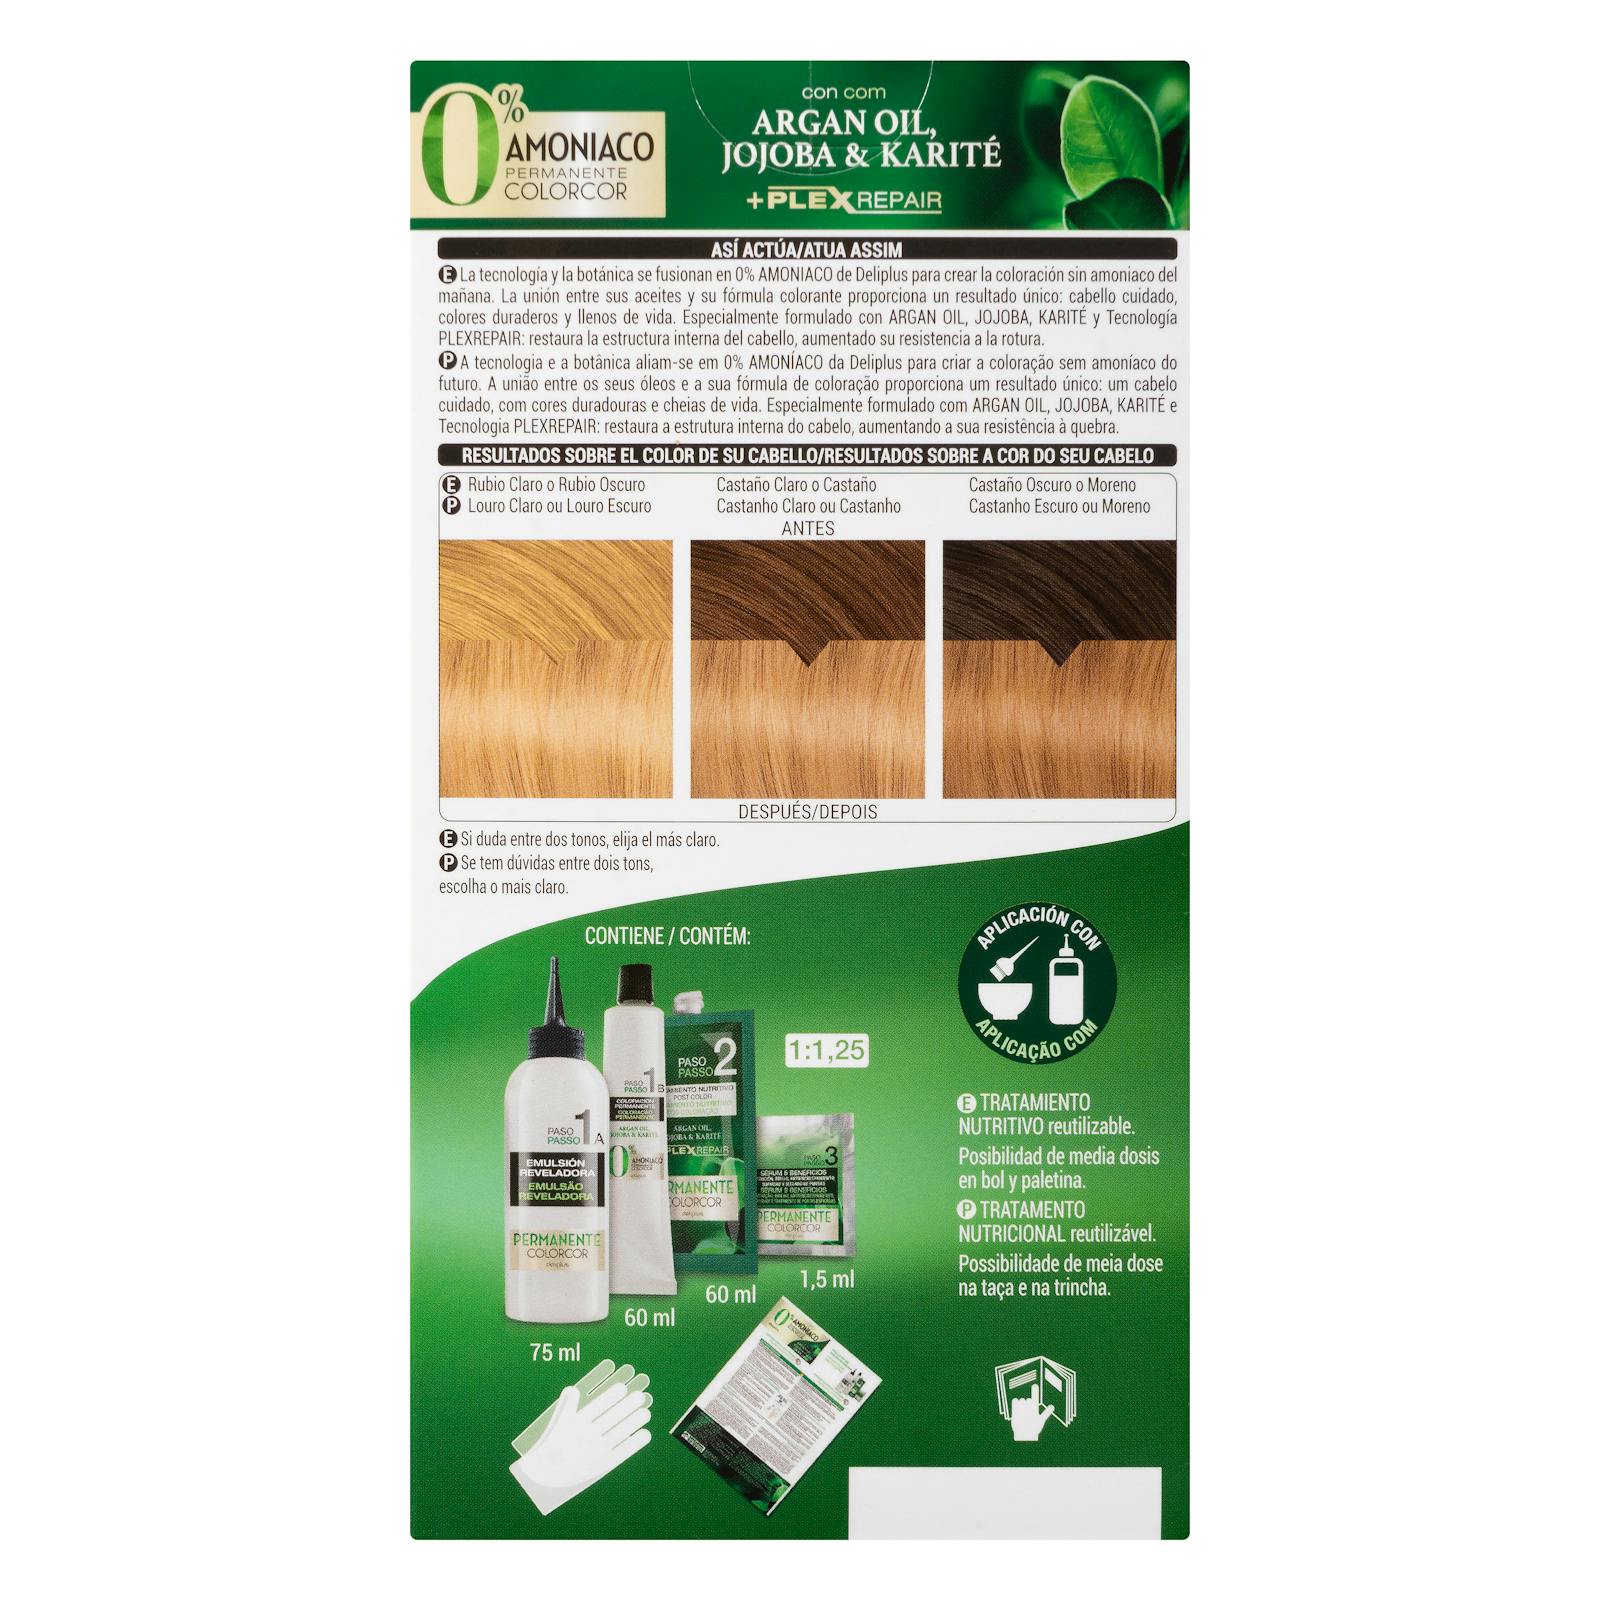 0%
AMONIACO
PERMANENTE
COLORCOR
con com
ARGAN OIL,
JOJOBA & KARITÉ
+PLEXREPAIR
ASÍ ACTÚA/ATUA ASSIM
E La tecnología y la botánica se fusionan en 0% AMONIACO de Deliplus para crear la coloración sin amoniaco del
mañana. La unión entre sus aceites y su fórmula colorante proporciona un resultado único: cabello cuidado,
colores duraderos y llenos de vida. Especialmente formulado con ARGAN OIL, JOJOBA, KARITÉ y Tecnología
PLEXREPAIR: restaura la estructura interna del cabello, aumentado su resistencia a la rotura.
P A tecnologia e a botânica aliam-se em 0% AMONÍACO da Deliplus para criar a coloração sem amoníaco do
futuro. A união entre os seus óleos e a sua fórmula de coloração proporciona um resultado único: um cabelo
cuidado, com cores duradouras e cheias de vida. Especialmente formulado com ARGAN OIL, JOJOBA, KARITÉ e
Tecnologia PLEXREPAIR: restaura a estrutura interna do cabelo, aumentando a sua resistência à quebra.
RESULTADOS SOBRE EL COLOR DE SU CABELLO/RESULTADOS SOBRE A COR DO SEU CABELO
E Rubio Claro o Rubio Oscuro
P Louro Claro ou Louro Escuro
Castaño Claro o Castaño
Castanho Claro ou Castanho
Castaño Oscuro o Moreno
Castanho Escuro ou Moreno
ANTES
DESPUÉS/DEPOIS
E Si duda entre dos tonos, elija el más claro.
P Se tem dúvidas entre dois tons,
escolha o mais claro.
CONTIENE / CONTÉM:
PASO
PASSO 1 A
EMULSIÓN
REVELADORA
EMULSÃO
REVELADORA
PERMANENTE
COLORCOR
deliplus
75 ml
PASO
PASSO 1 B
COLORACIÓN
PERMANENTE
COLORAÇÃO
PERMANENTE
ARGAN OIL,
JOJOBA & KARITÉ
0%
AMONIACO
60 ml
PASO
PASSO 2
NUTRITIVO
POST COLOR
ARGAN OIL,
JOJOBA & KARITÉ
PLEXREPAIR
PERMANENTE
COLORCOR
deliplus
60 ml
1:1,25
PASO
PASSO 3
SÉRUM 5 BENEFICIOS
PERMANENTE
COLORCOR
1,5 ml
0%
AMONIACO
APLICACIÓN CON
APLICAÇÃO COM
E TRATAMIENTO
NUTRITIVO reutilizable.
Posibilidad de media dosis
en bol y paletina.
P TRATAMENTO
NUTRICIONAL reutilizável.
Possibilidade de meia dose
na taça e na trincha.